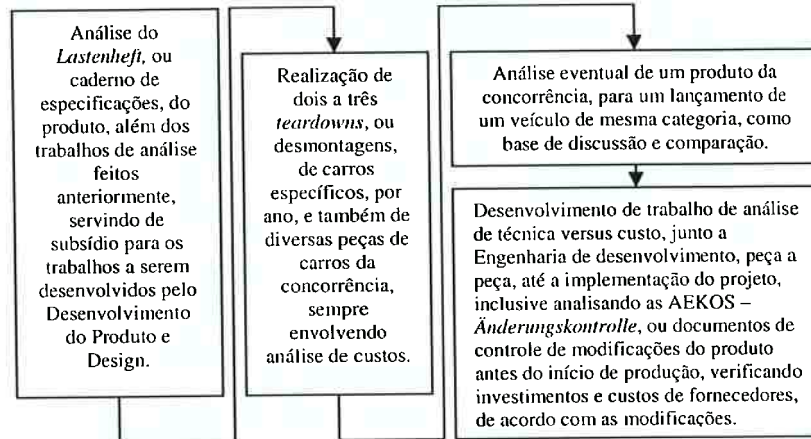 Análise do
Lastenheft, ou
caderno de
especificações, do
produto, além dos
trabalhos de análise
feitos
anteriormente,
servindo de
subsídio para os
trabalhos a serem
desenvolvidos pelo
Desenvolvimento
do Produto e
Design.
Realização de
dois a três
teardowns, ou
desmontagens,
de carros
específicos, por
ano, e também de
diversas peças de
carros da
concorrência,
sempre
envolvendo
análise de custos.
Análise eventual de um produto da
concorrência, para um lançamento de
um veículo de mesma categoria, como
base de discussão e comparação.
Desenvolvimento de trabalho de análise
de técnica versus custo, junto a
Engenharia de desenvolvimento, peça a
peça, até a implementação do projeto,
inclusive analisando as AEKOS –
Änderungskontrolle, ou documentos de
controle de modificações do produto
antes do início de produção, verificando
investimentos e custos de fornecedores,
de acordo com as modificações.